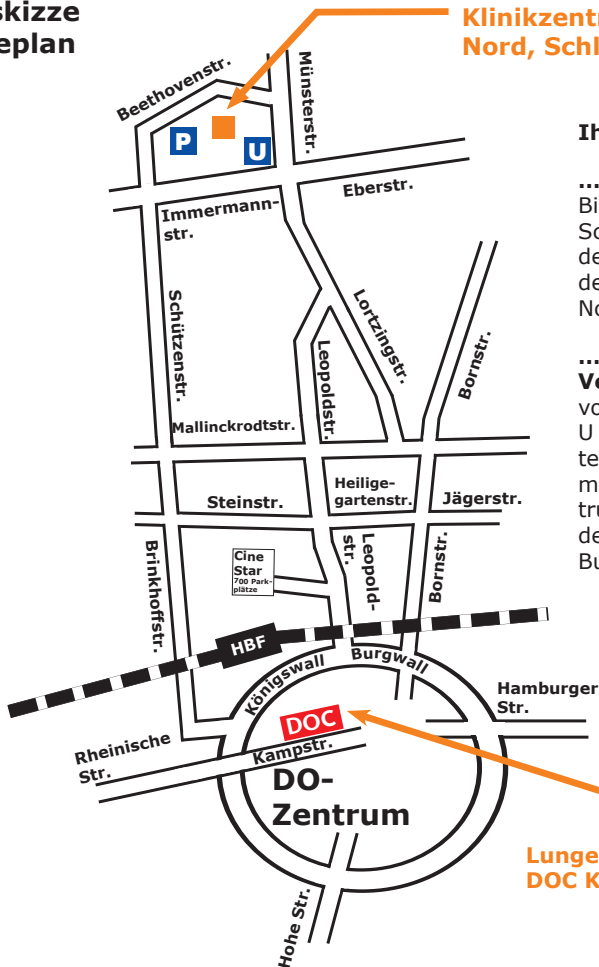 skizze
eplan
Klinikzentr
Nord, Schl
Beethovenstr.
Münsterstr.
P
U
Immermann-
str.
Eberstr.
Ih
...
Bi
Sc
de
de
No
...
Ve
vo
U
te
m
tru
de
Bu
Schützenstr.
Lortzingstr.
Leopoldstr.
Bornstr.
Mallinckrodtstr.
Steinstr.
Heilige-
gartenstr.
Jägerstr.
Brinkhoffstr.
Cine
Star
700 Park-
plätze
Leopold-
str.
Bornstr.
HBF
Königswall
Burgwall
Hamburger
Str.
DOC
Kampstr.
Rheinische
Str.
DO-
Zentrum
Lunge
DOC K
Hohe Str.